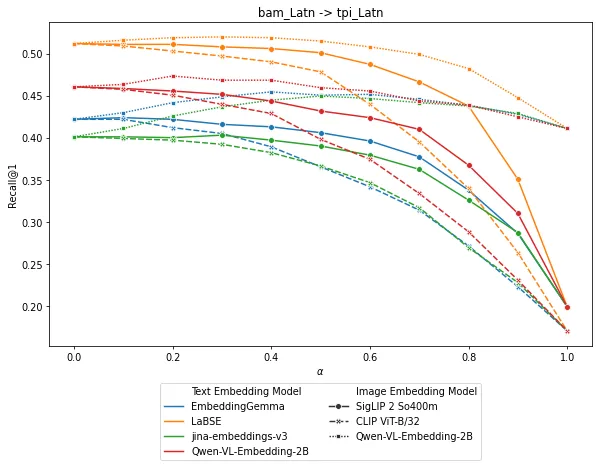 bam_Latn -> tpi_Latn
Recall@1
0.50
0.45
0.40
0.35
0.30
0.25
0.20
0.0
0.2
0.4
0.6
0.8
1.0
α
Text Embedding Model
EmbeddingGemma
LaBSE
jina-embeddings-v3
Qwen-VL-Embedding-2B
Image Embedding Model
SigLIP 2 So400m
CLIP ViT-B/32
Qwen-VL-Embedding-2B